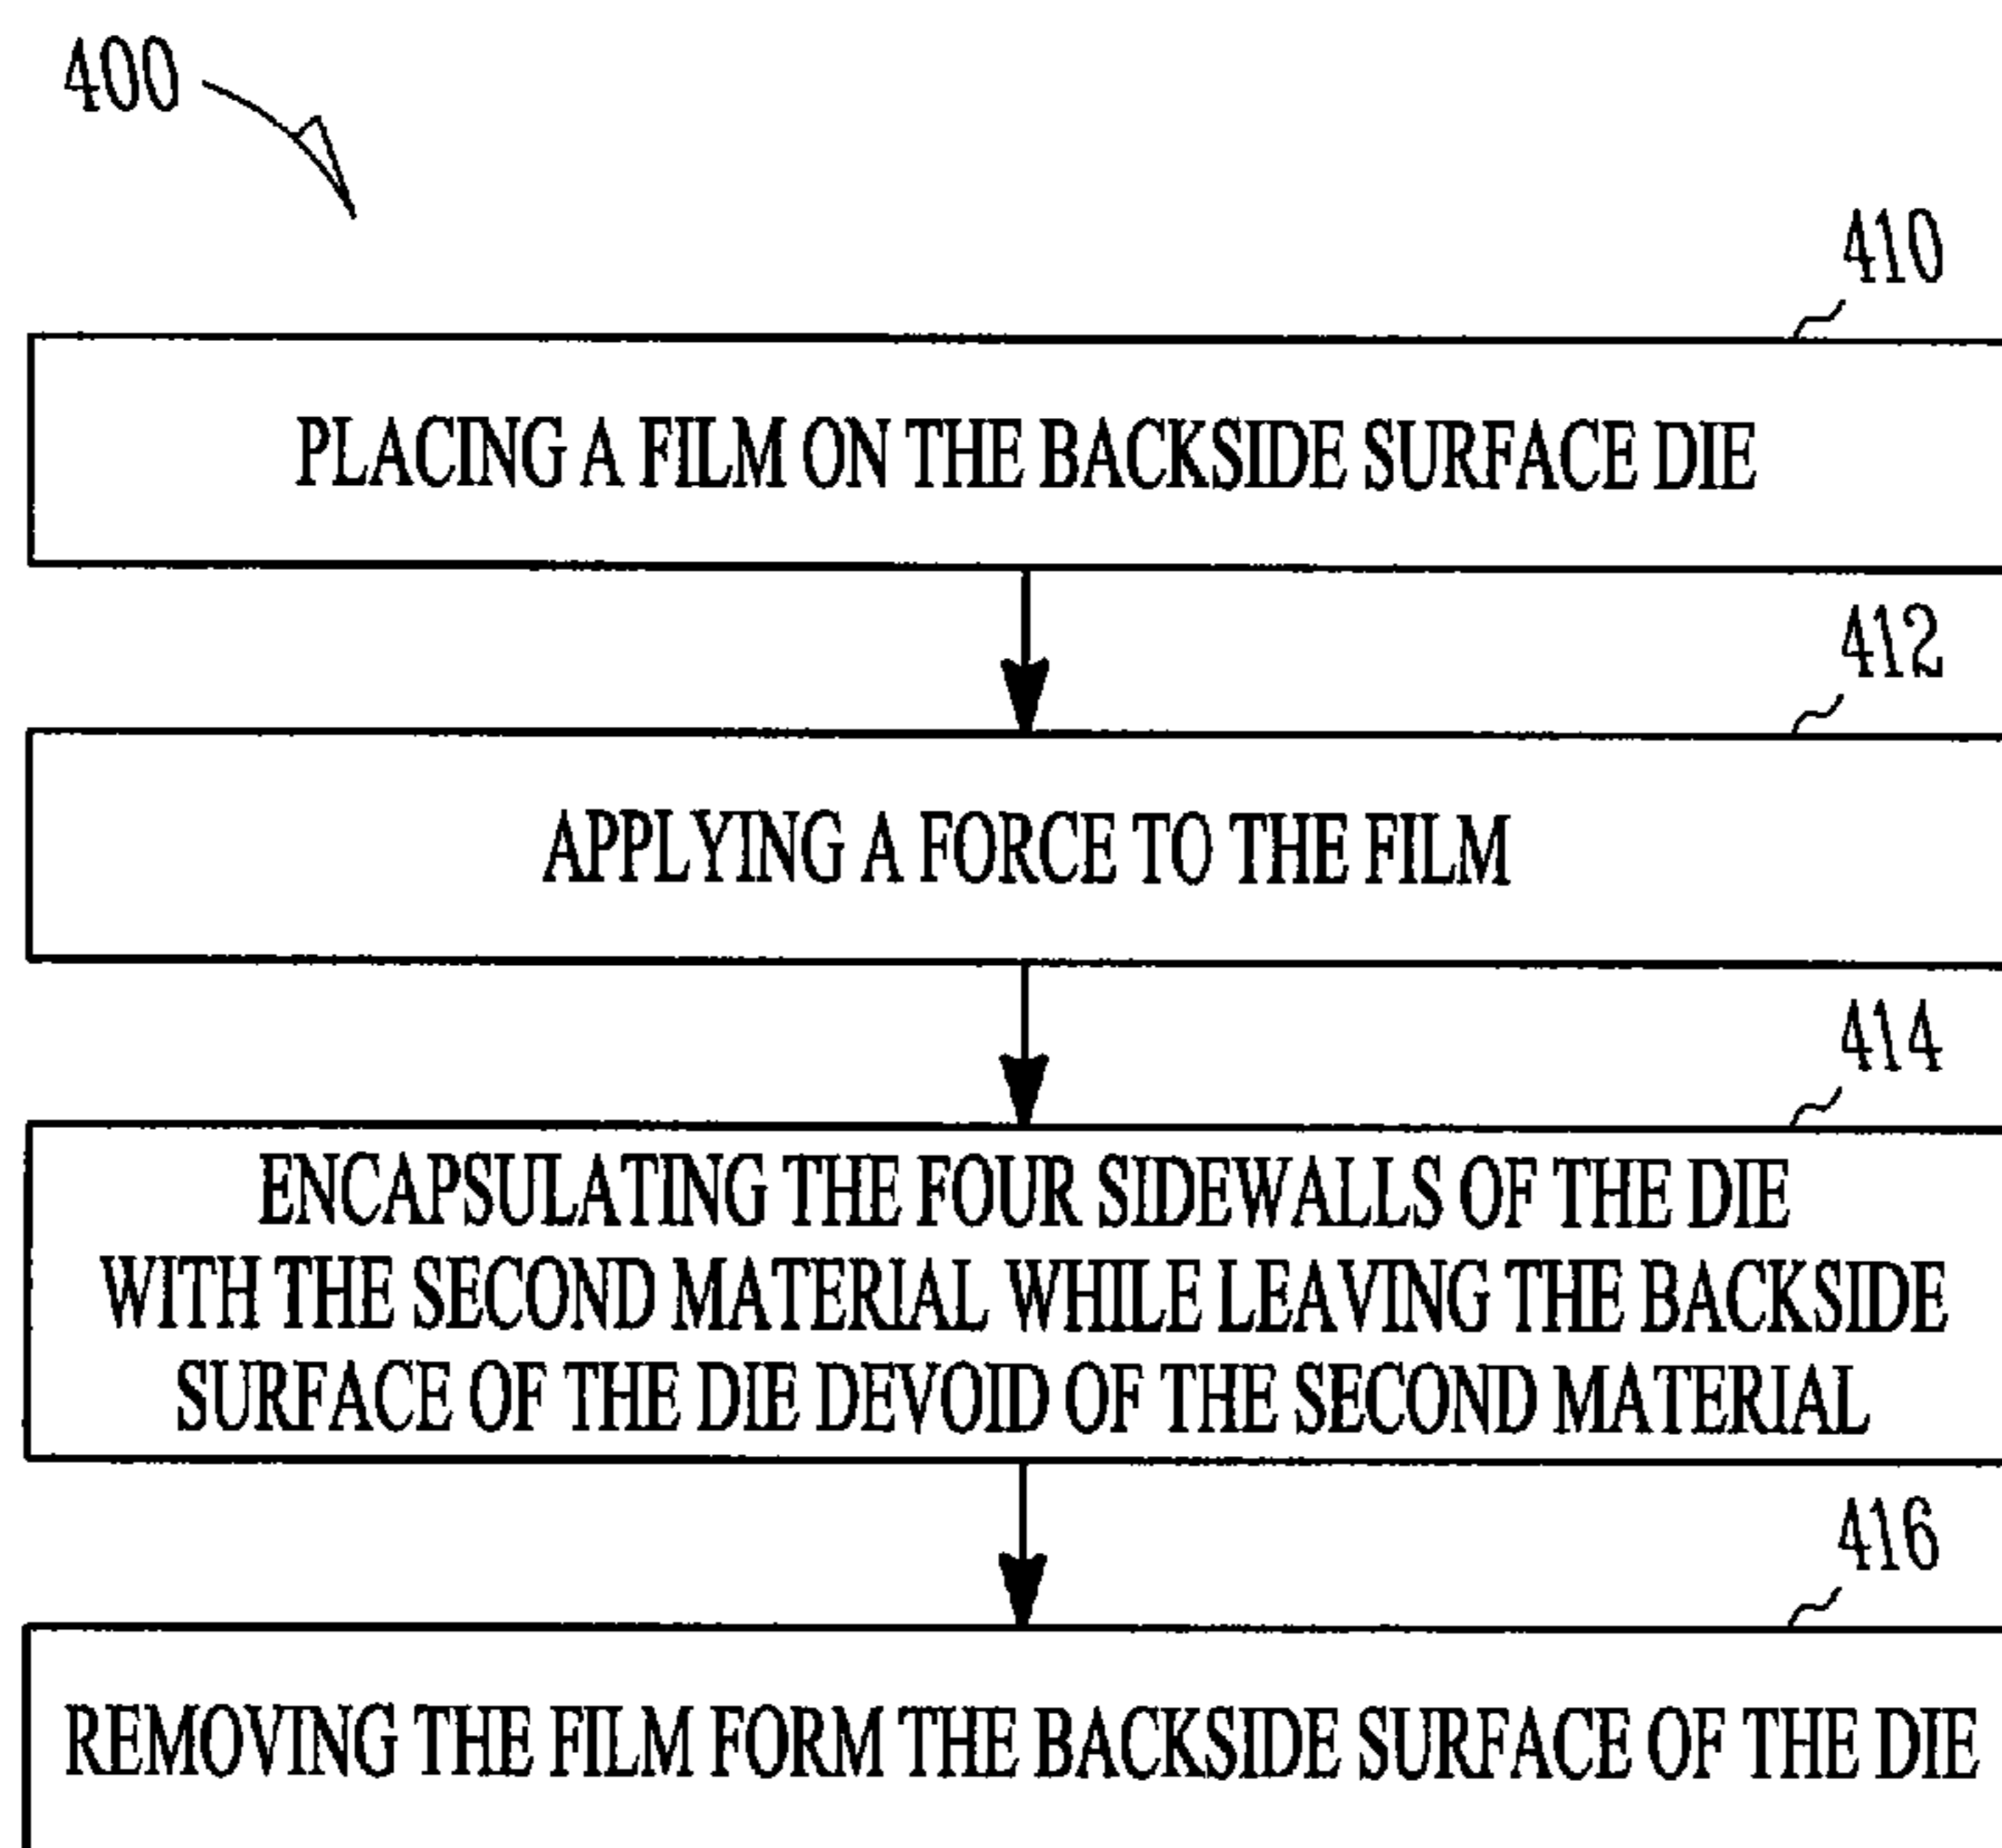 400
410
PLACING A FILM ON THE BACKSIDE SURFACE DIE
412
APPLYING A FORCE TO THE FILM
414
ENCAPSULATING THE FOUR SIDEWALLS OF THE DIE
WITH THE SECOND MATERIAL WHILE LEAVING THE BACKSIDE
SURFACE OF THE DIE DEVOID OF THE SECOND MATERIAL
416
REMOVING THE FILM FORM THE BACKSIDE SURFACE OF THE DIE